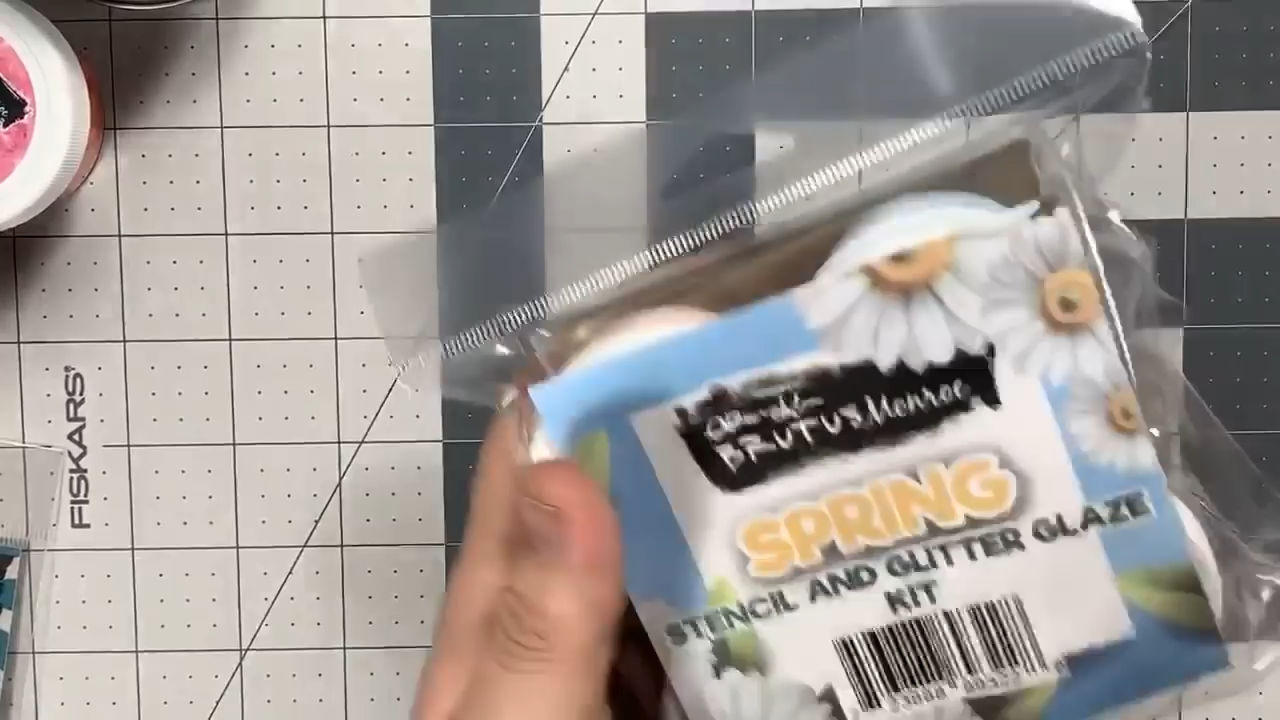 FISKARS'
BRUTUS Monroe
SPRING
STENCIL AND GLITTER GLAZE
KIT